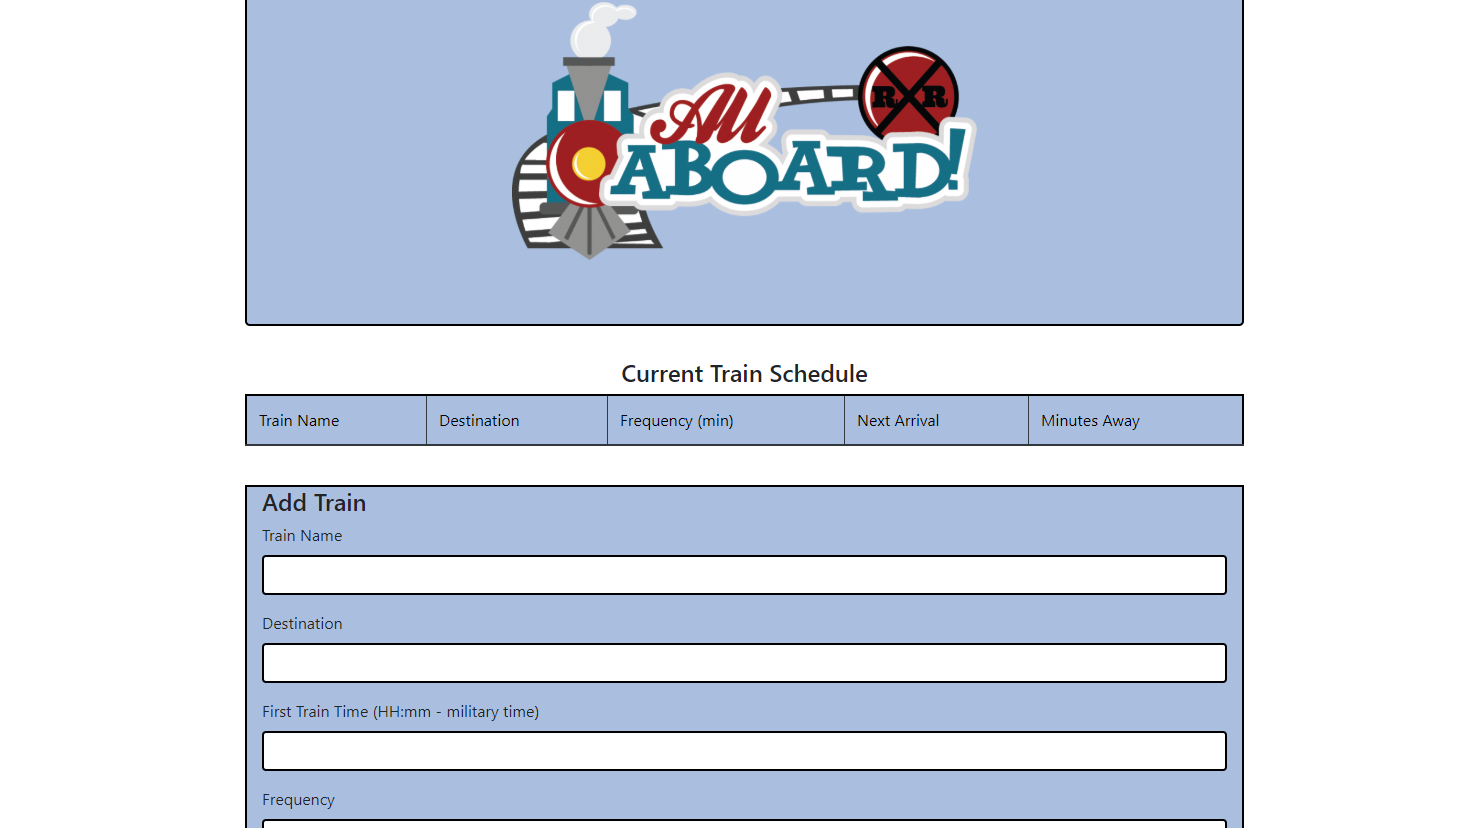 All
ABOARD!
R R
Current Train Schedule
Train Name Destination Frequency (min) Next Arrival Minutes Away
Add Train
Train Name
Destination
First Train Time (HH:mm - military time)
Frequency